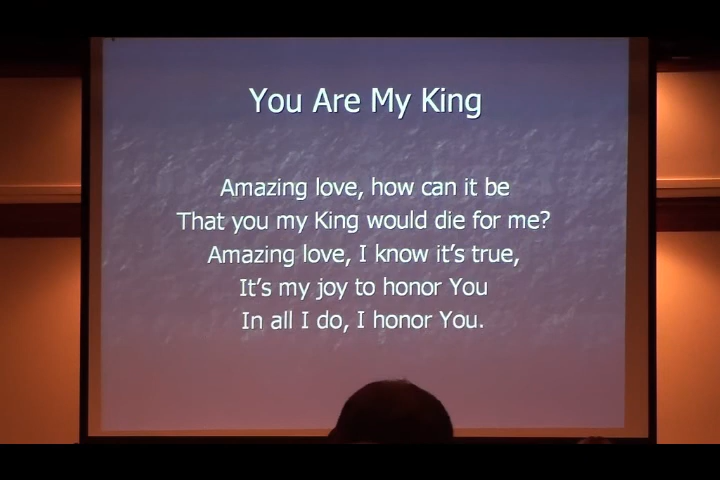 You Are My King
Amazing love, how can it be
That you my King would die for me?
Amazing love, I know it's true,
It's my joy to honor You
In all I do, I honor You.